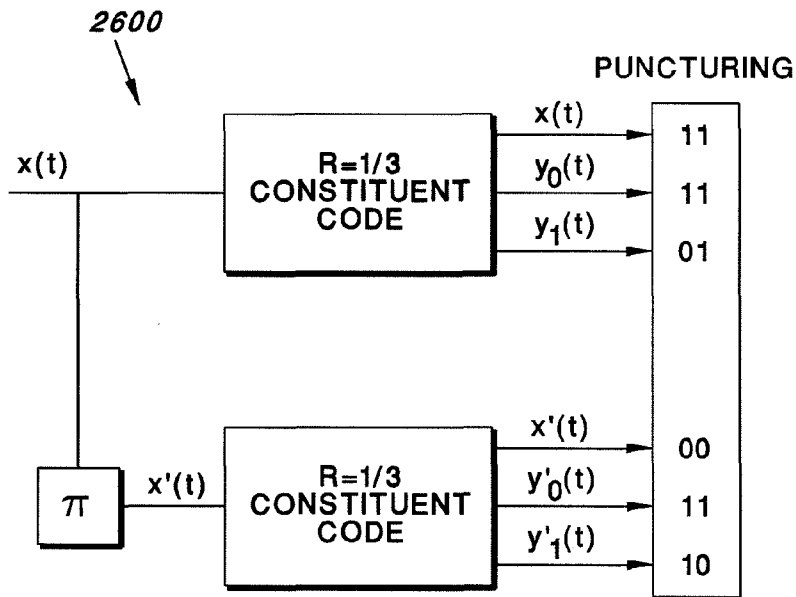 2600
PUNCTURING
x(t)
R=1/3
CONSTITUENT
CODE
x(t)
y0(t)
y1(t)
11
11
01
π
x'(t)
R=1/3
CONSTITUENT
CODE
x'(t)
y'0(t)
y'1(t)
00
11
10